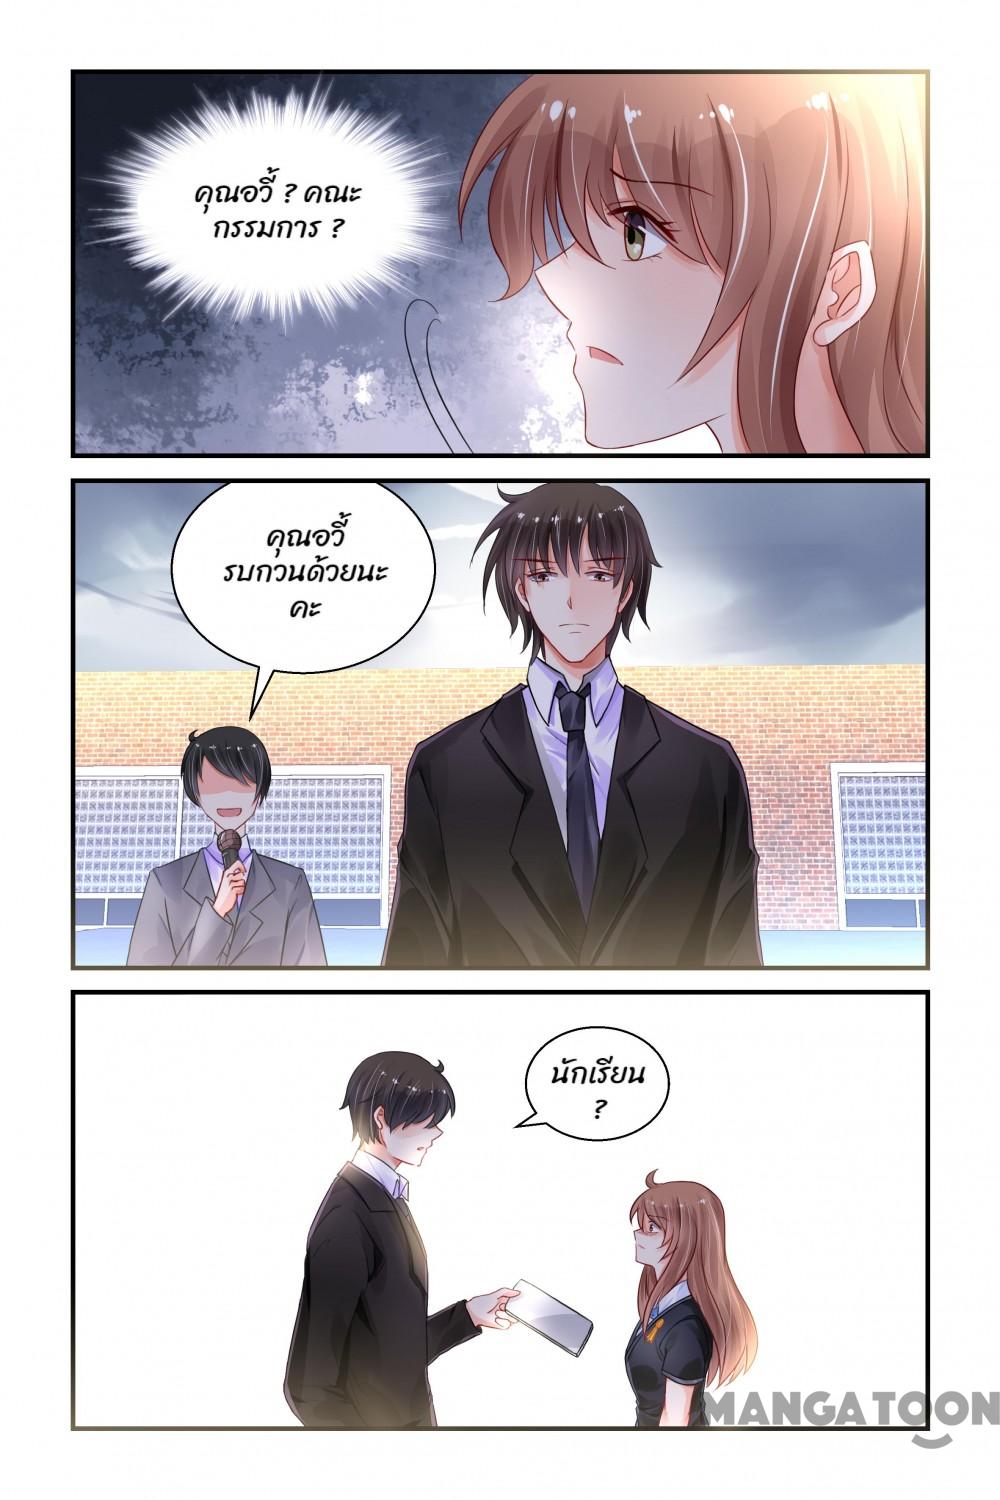 คุณอวี้ ? คณะ
กรรมการ ?
คุณอวี้
รบกวนด้วยนะ
คะ
นักเรียน
?
MANGATOON